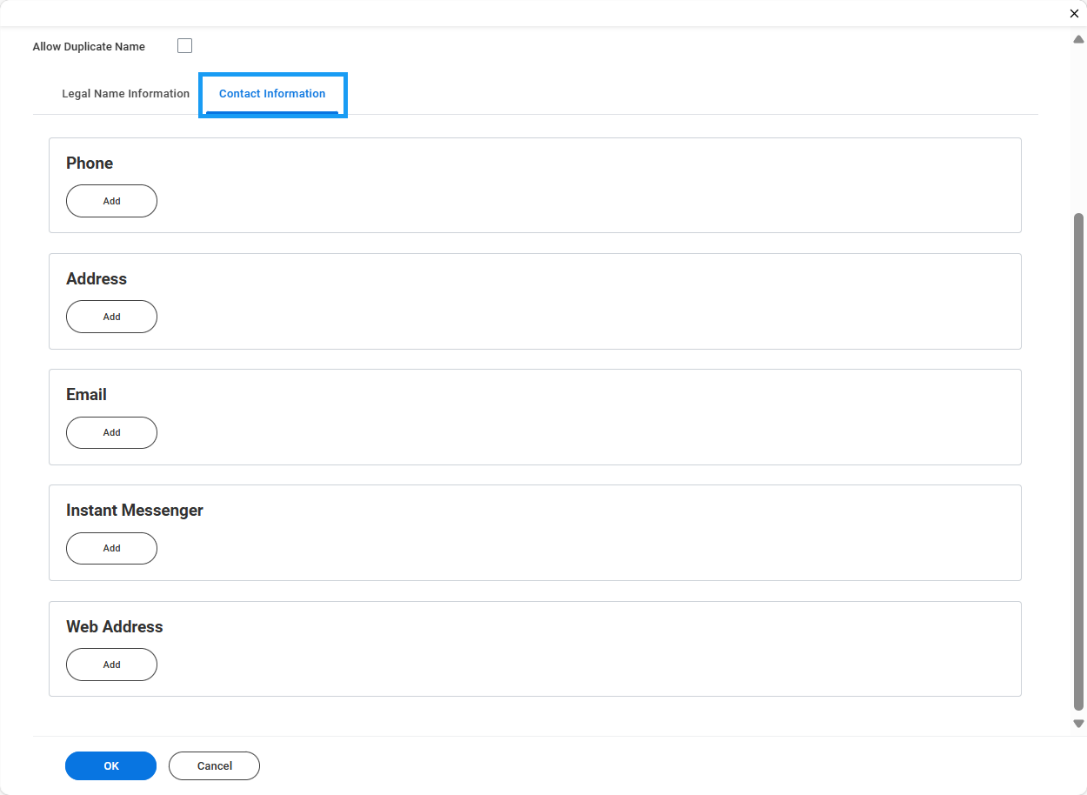 Allow Duplicate Name
Legal Name Information
Contact Information
Phone
Add
Address
Add
Email
Add
Instant Messenger
Add
Web Address
Add
OK
Cancel